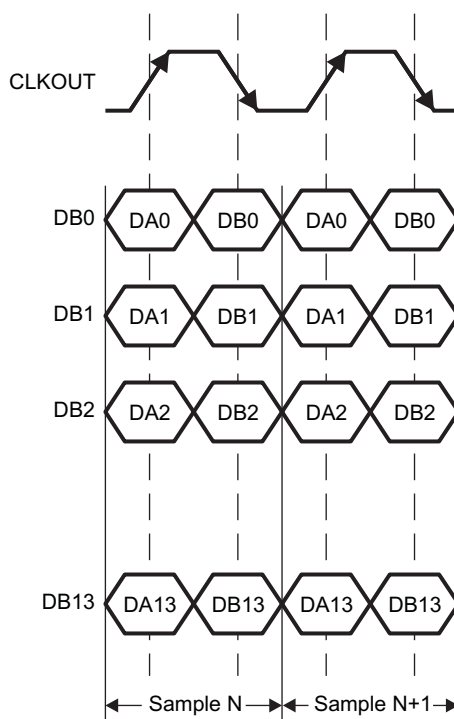 CLKOUT
DB0 DA0 DB0 DA0 DB0
DB1 DA1 DB1 DA1 DB1
DB2 DA2 DB2 DA2 DB2
DB13 DA13 DB13 DA13 DB13
Sample N Sample N+1